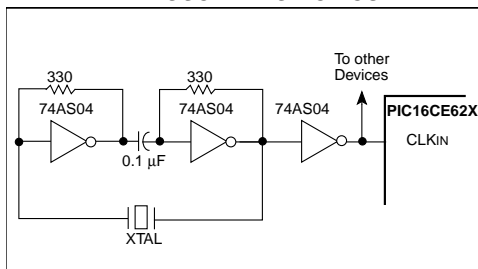 To other
Devices
330
330
74AS04
74AS04
74AS04
PIC16CE62X
CLKIN
0.1 µF
XTAL